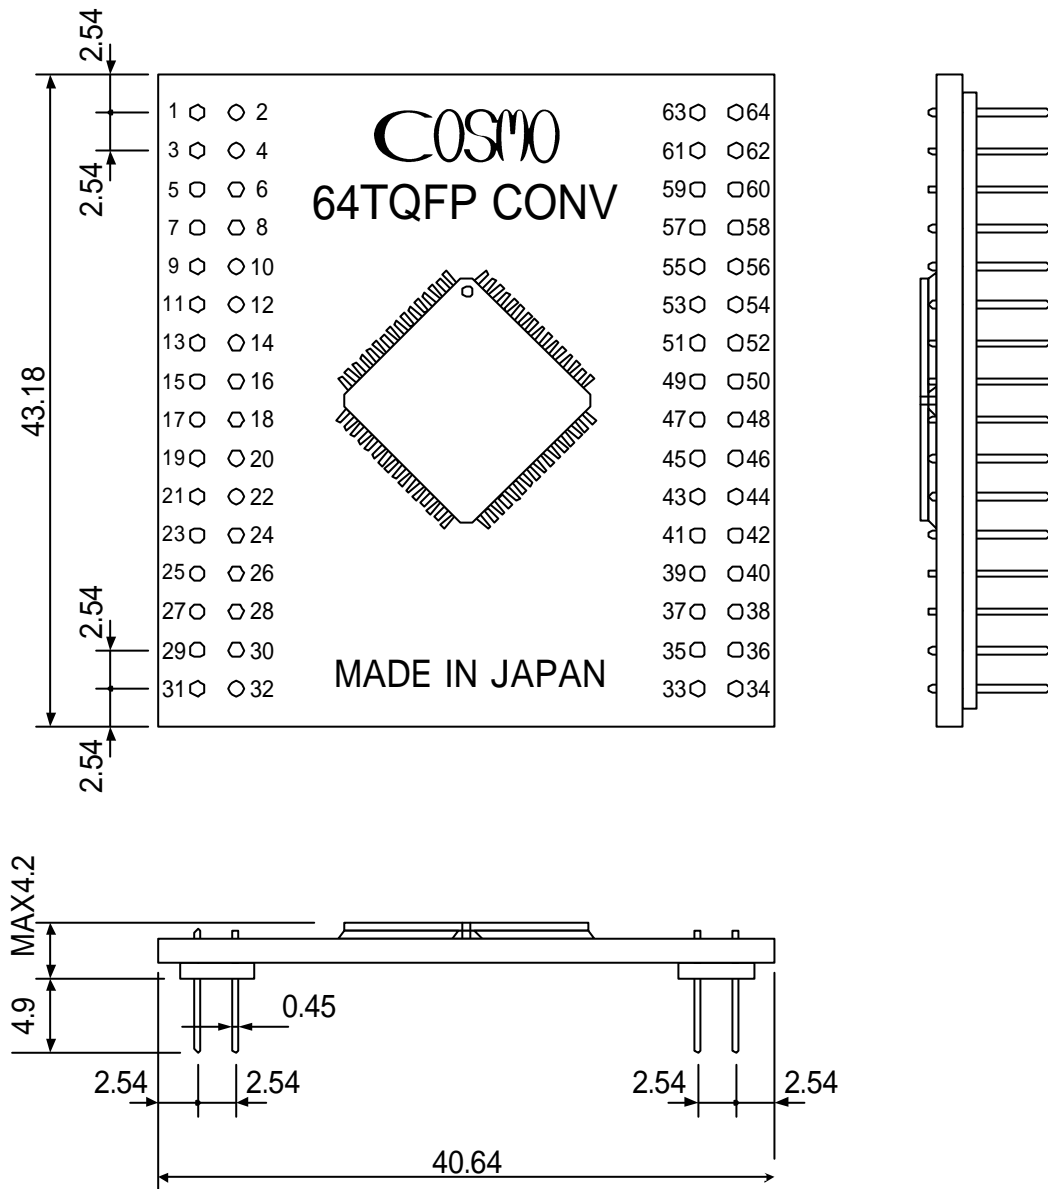 2.54
1 2 63 64
COSMO
3 4 61 62
2.54
5 6 59 60
64TQFP CONV
7 8 57 58
9 10 55 56
11 12 53 54
13 14 51 52
15 16 49 50
43.18
17 18 47 48
19 20 45 46
21 22 43 44
23 24 41 42
25 26 39 40
2.54
27 28 37 38
29 30 35 36
MADE IN JAPAN
31 32 33 34
2.54
MAX4.2
4.9
0.45
2.54 2.54 2.54 2.54
40.64